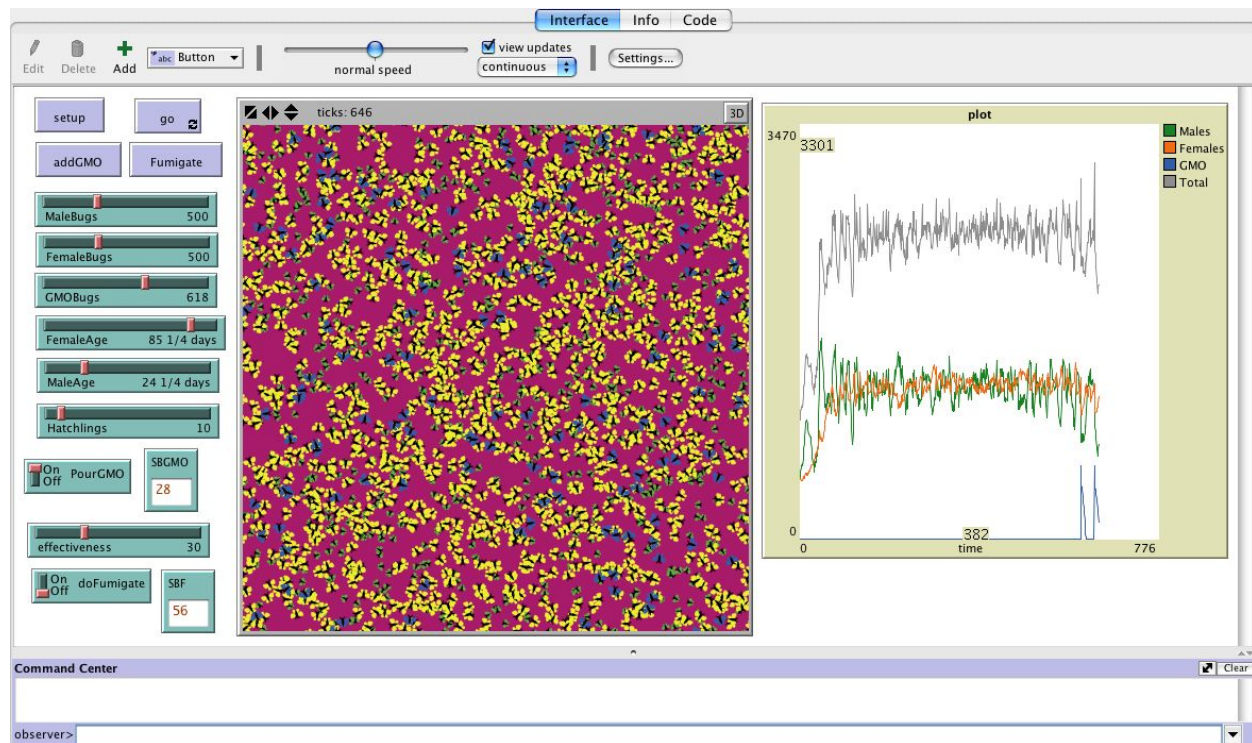 Interface Info Code
Edit Delete Add abc Button
normal speed
view updates
continuous
Settings...
setup go
addGMO Fumigate
MaleBugs 500
FemaleBugs 500
GMOBugs 618
FemaleAge 85 1/4 days
MaleAge 24 1/4 days
Hatchlings 10
On
Off
PourGMO
SBGMO
28
effectiveness 30
On
Off
doFumigate
SBF
56
ticks: 646
3D
plot
3470
3301
Males
Females
GMO
Total
0
382
0 time 776
Command Center
Clear
observer>